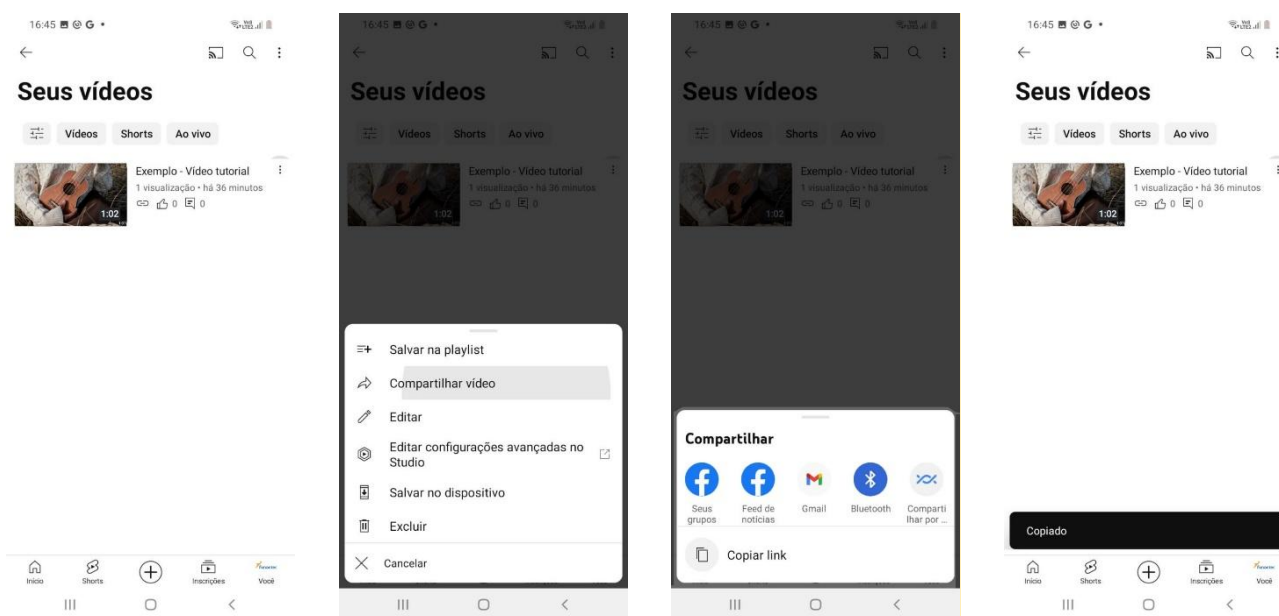 16:45
Seus vídeos
Vídeos Shorts Ao vivo
Exemplo - Vídeo tutorial
1 visualização • há 36 minutos
0 0
1:02
Início Shorts Inscrições Você
16:45
Seus vídeos
Vídeos Shorts Ao vivo
Exemplo - Vídeo tutorial
1 visualização • há 36 minutos
0 0
1:02
Salvar na playlist
Compartilhar vídeo
Editar
Editar configurações avançadas no
Studio
Salvar no dispositivo
Excluir
Cancelar
16:45
Seus vídeos
Vídeos Shorts Ao vivo
Exemplo - Vídeo tutorial
1 visualização • há 36 minutos
0 0
1:02
Compartilhar
Seus
grupos
Feed de
notícias
Gmail
Bluetooth
Comparti
lhar por ...
Copiar link
16:45
Seus vídeos
Vídeos Shorts Ao vivo
Exemplo - Vídeo tutorial
1 visualização • há 36 minutos
0 0
1:02
Copiado
Início Shorts Inscrições Você